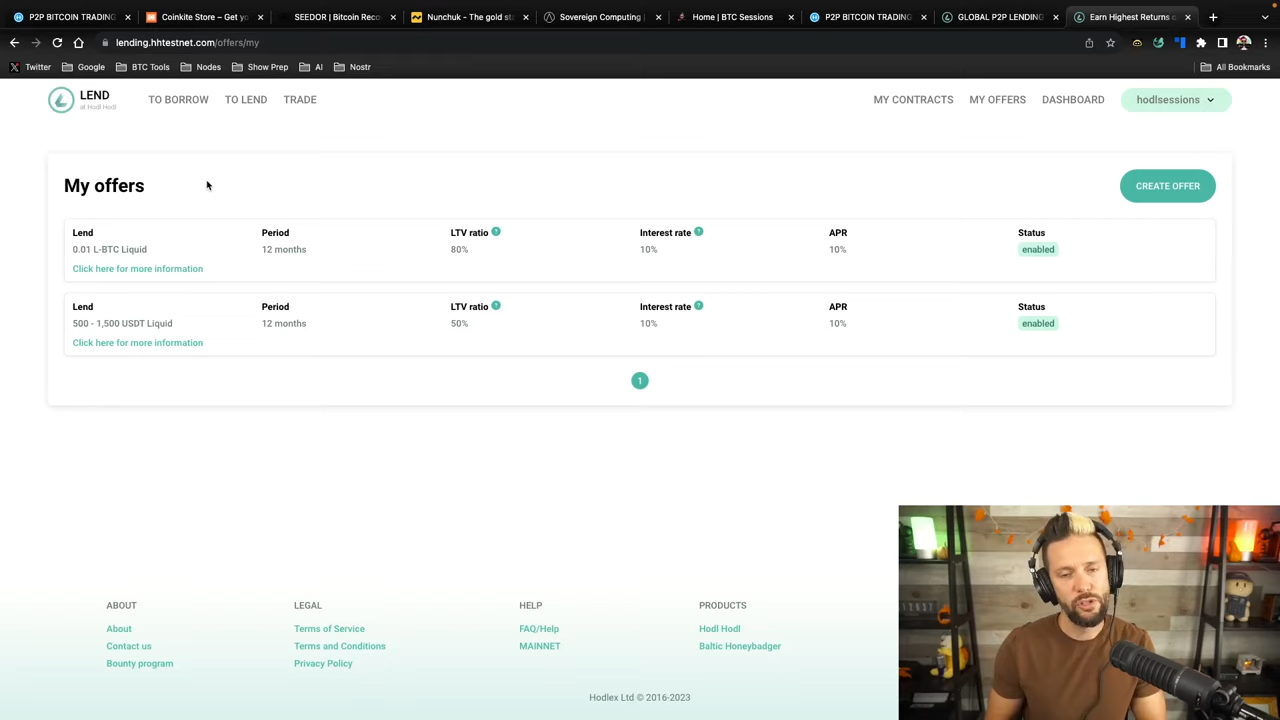 P2P BITCOIN TRADING
Coinkite Store – Get yo
SEEDOR | Bitcoin Reco
Nunchuk - The gold st
Sovereign Computing |
Home | BTC Sessions
P2P BITCOIN TRADING
GLOBAL P2P LENDING
Earn Highest Returns o
lending.hhtestnet.com/offers/my
Twitter
Google
BTC Tools
Nodes
Show Prep
AI
Nostr
All Bookmarks
LEND
at Hodl Hodl
TO BORROW
TO LEND
TRADE
MY CONTRACTS
MY OFFERS
DASHBOARD
hodlsessions
My offers
CREATE OFFER
Lend Period LTV ratio ? Interest rate ? APR Status
0.01 L-BTC Liquid 12 months 80% 10% 10% enabled
Click here for more information
Lend Period LTV ratio ? Interest rate ? APR Status
500 - 1,500 USDT Liquid 12 months 50% 10% 10% enabled
Click here for more information
1
ABOUT LEGAL HELP PRODUCTS
About Terms of Service FAQ/Help Hodl Hodl
Contact us Terms and Conditions MAINNET Baltic Honeybadger
Bounty program Privacy Policy
Hodlex Ltd © 2016-2023